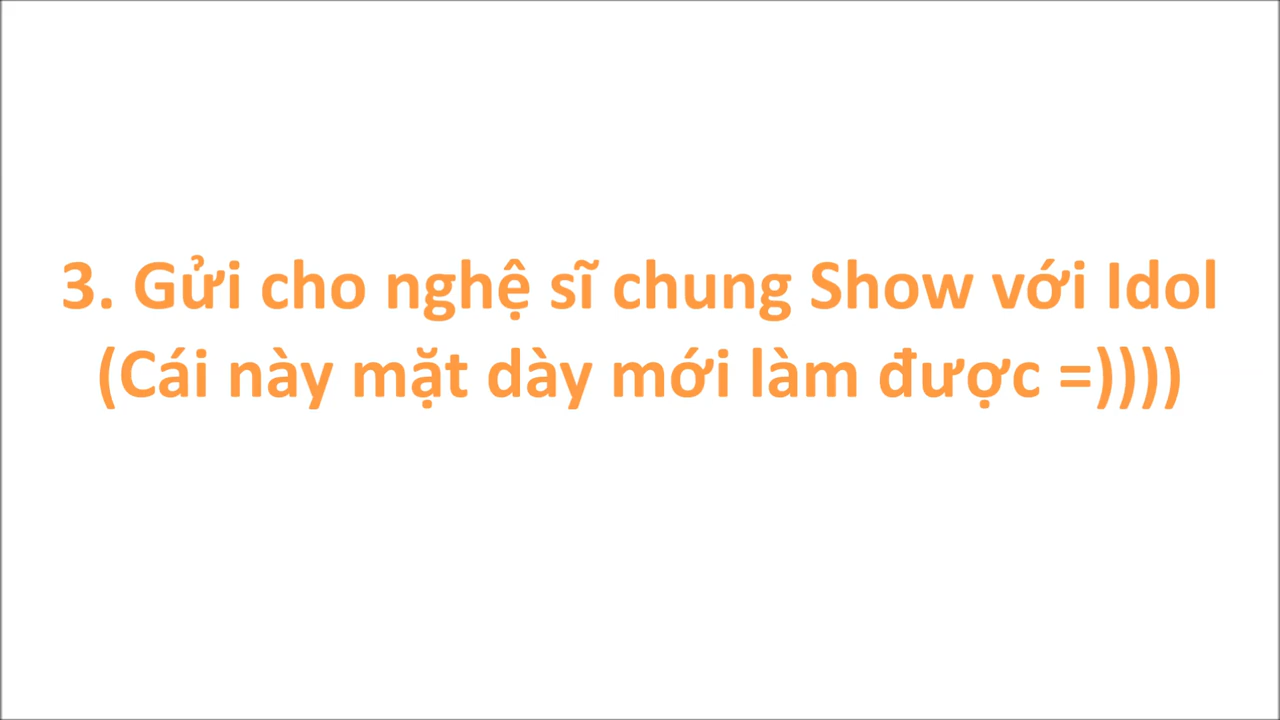 3. Gửi cho nghệ sĩ chung Show với Idol
(Cái này mặt dày mới làm được =))))